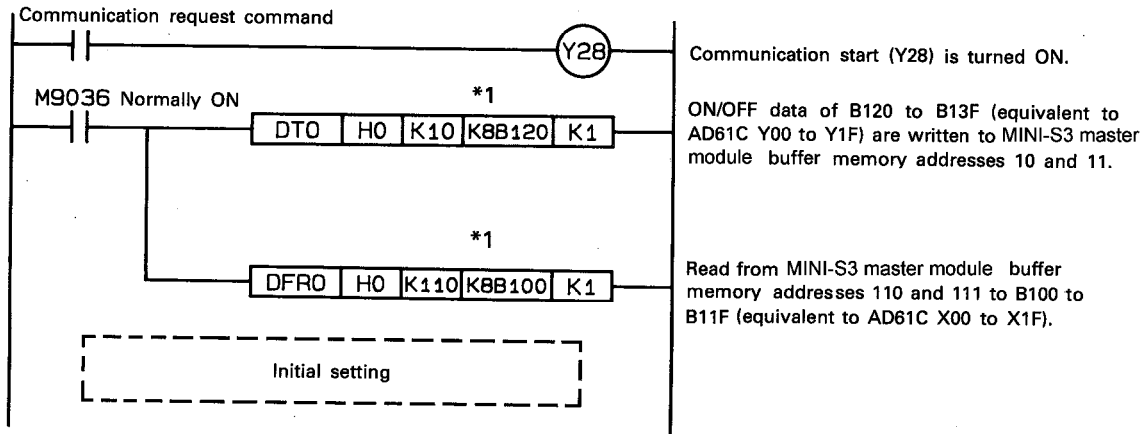 Communication request command
Y28
Communication start (Y28) is turned ON.
M9036 Normally ON
*1
DTO H0 K10 K8B120 K1
ON/OFF data of B120 to B13F (equivalent to
AD61C Y00 to Y1F) are written to MINI-S3 master
module buffer memory addresses 10 and 11.
*1
DFRO H0 K110 K8B100 K1
Read from MINI-S3 master module buffer
memory addresses 110 and 111 to B100 to
B11F (equivalent to AD61C X00 to X1F).
Initial setting